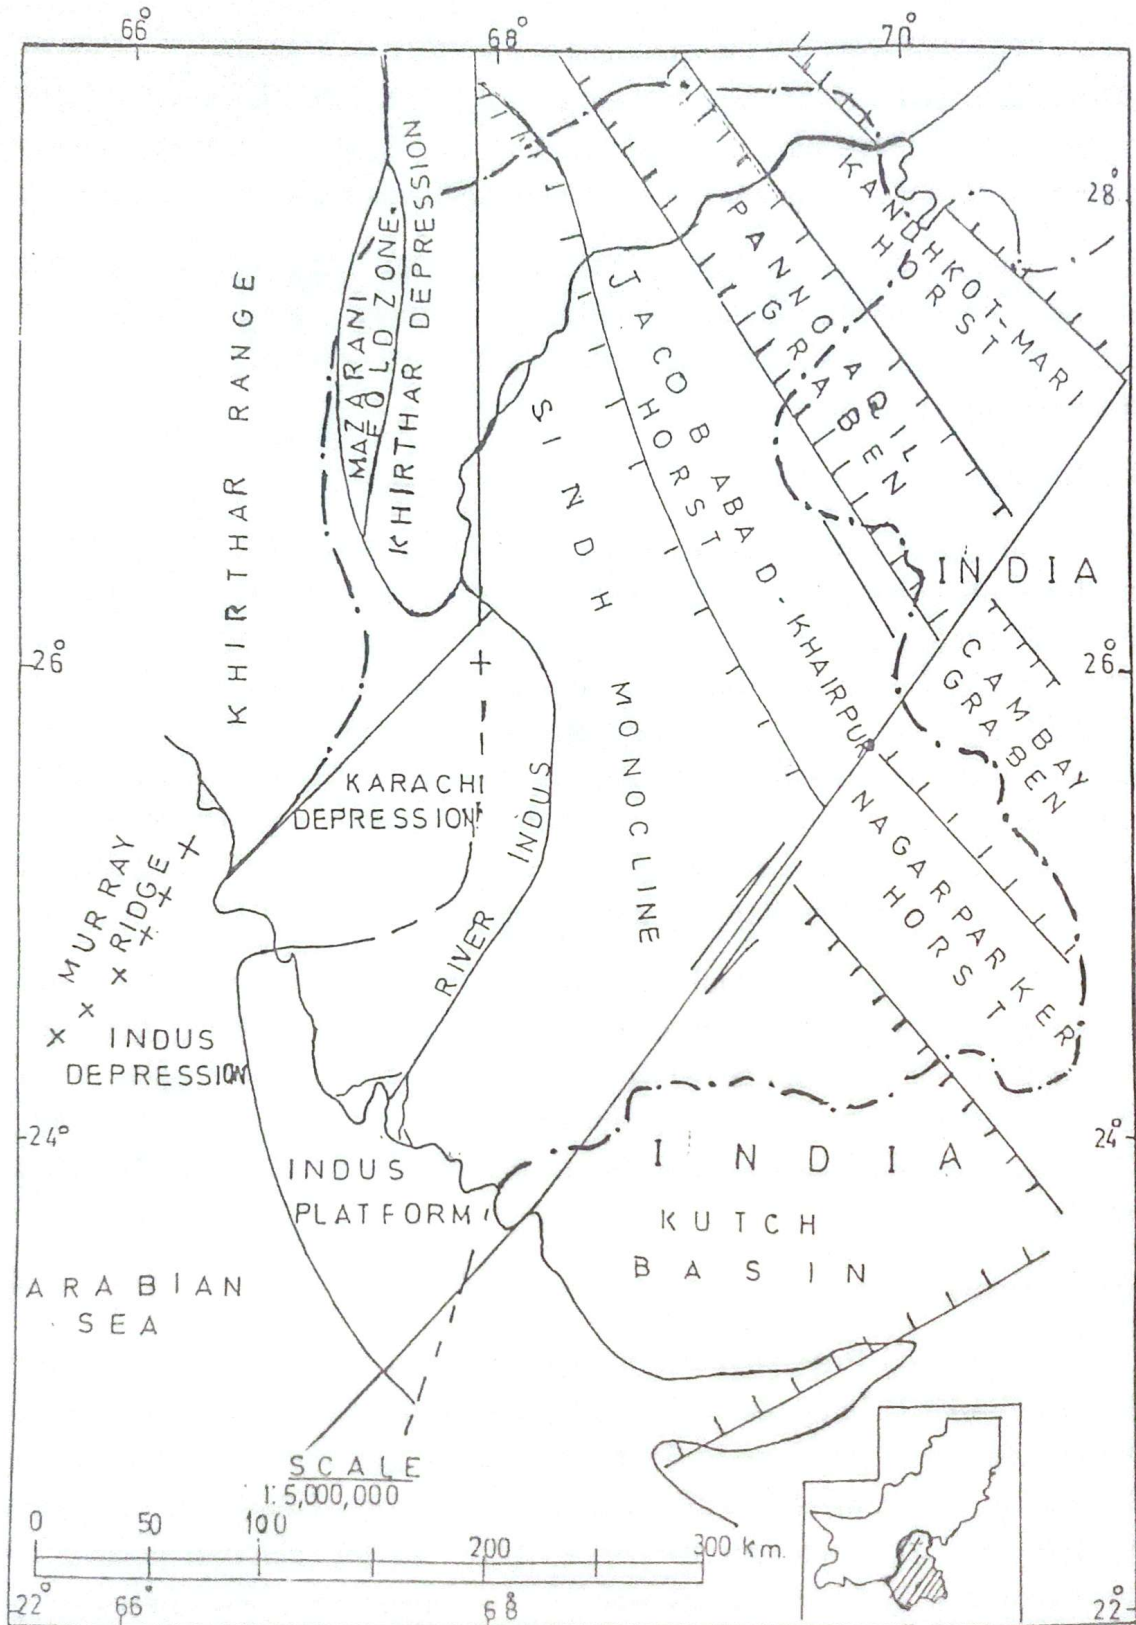 66°
68°
70°
28°
KHIRTHAR RANGE
MAZARANI
FOLD ZONE.
KHIRTHAR DEPRESSION
SINDH MONOCLINE
JACOBABAD-KHAIRPUR
HORST
PANNOAQIL
GRABEN
KANDHKOT-MARI
HORST
INDIA
26°
26°
CAMBAY
GRABEN
NAGARPARKER
HORST
KARACHI
DEPRESSION
INDUS
RIVER
MURRAY
RIDGE
INDUS
DEPRESSION
24°
24°
INDUS
PLATFORM
INDIA
KUTCH
BASIN
ARABIAN
SEA
SCALE
1:5,000,000
0 50 100 200 300 Km.
22°
66°
68
22°